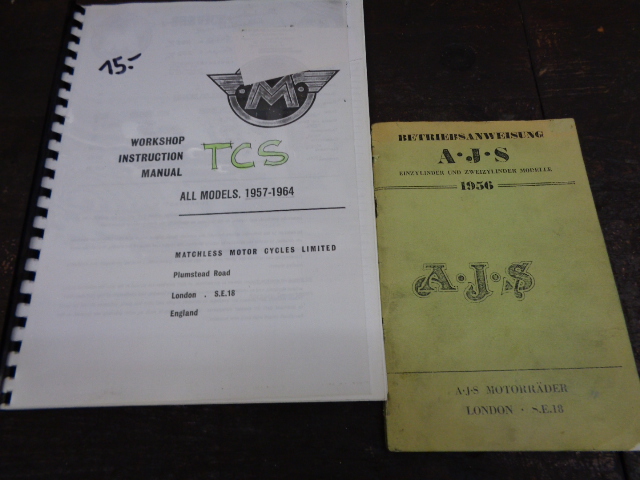 15.-
M
WORKSHOP
INSTRUCTION
MANUAL
TCS
ALL MODELS. 1957-1964
MATCHLESS MOTOR CYCLES LIMITED
Plumstead Road
London . S.E.18
England
BETRIEBSANWEISUNG
A·J·S
EINZYLINDER UND ZWEIZYLINDER MODELLE
1956
A·J·S
A·J·S MOTORRÄDER
LONDON · S.E.18